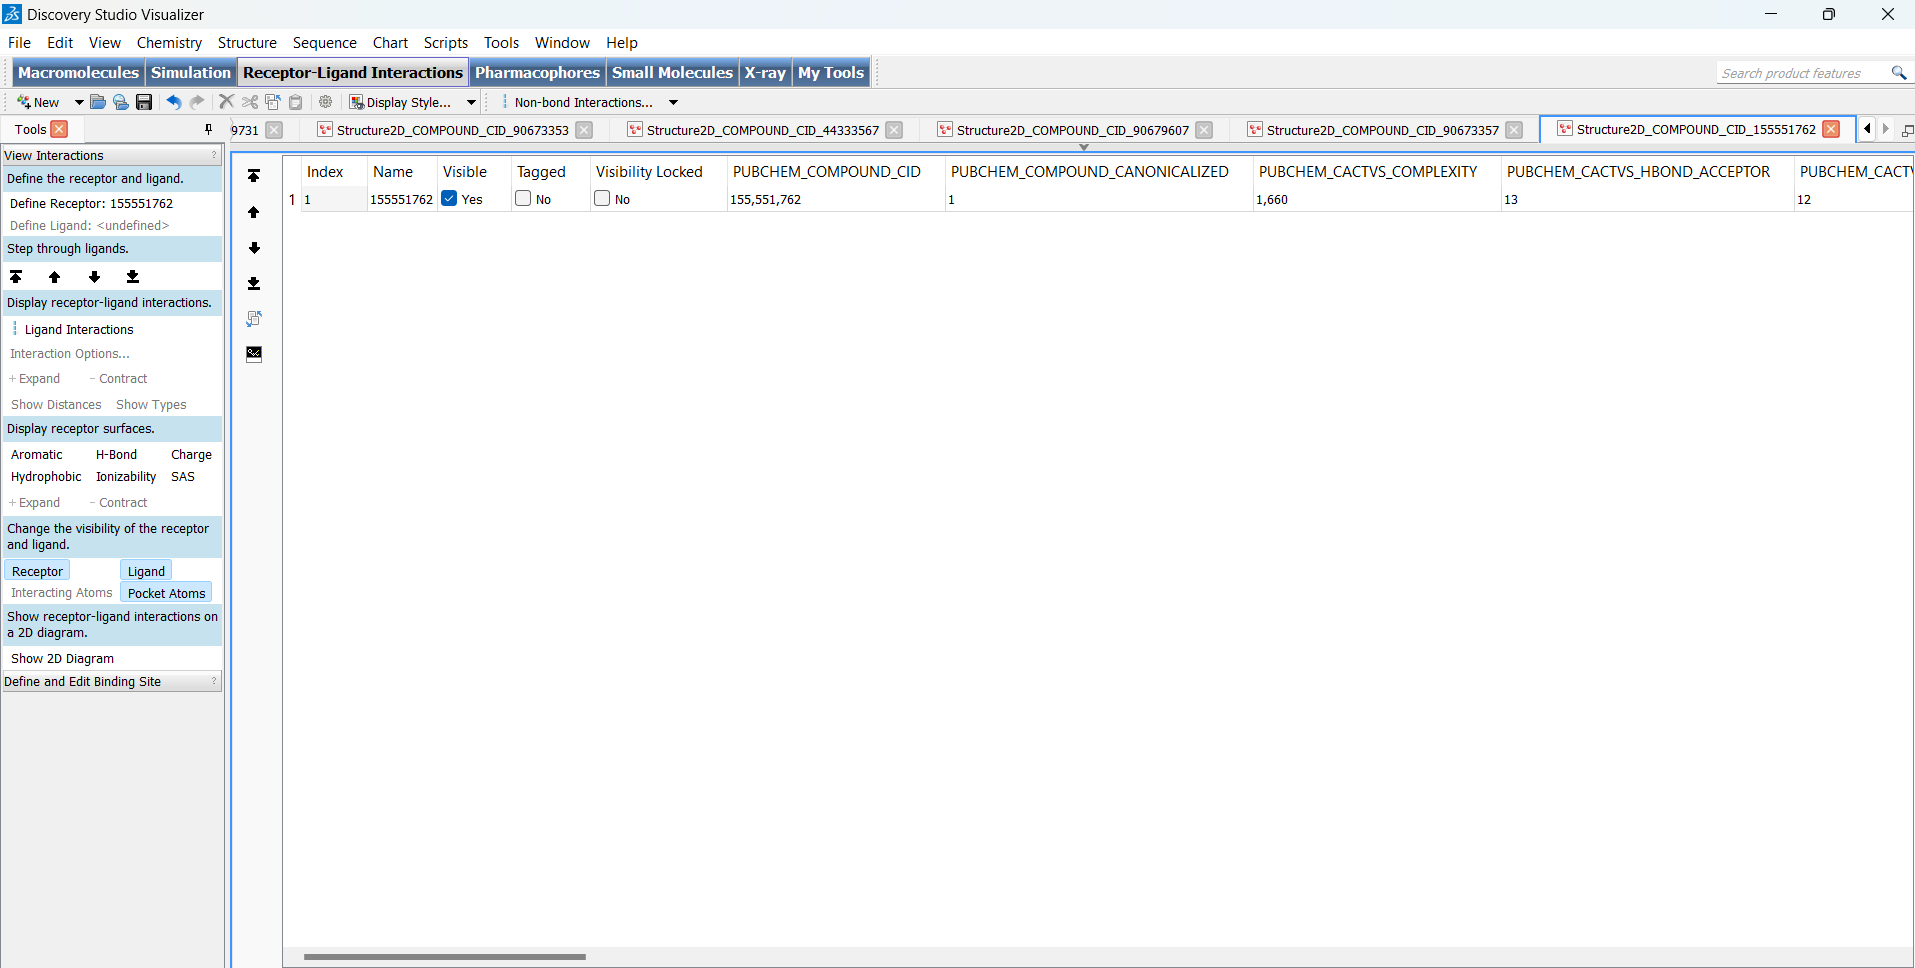 Discovery Studio Visualizer
File Edit View Chemistry Structure Sequence Chart Scripts Tools Window Help
Macromolecules Simulation Receptor-Ligand Interactions Pharmacophores Small Molecules X-ray My Tools
Search product features
New Display Style... Non-bond Interactions...
Tools
9731 Structure2D_COMPOUND_CID_90673353 Structure2D_COMPOUND_CID_44333567 Structure2D_COMPOUND_CID_90679607 Structure2D_COMPOUND_CID_90673357 Structure2D_COMPOUND_CID_155551762
View Interactions ?
Define the receptor and ligand.
Define Receptor: 155551762
Define Ligand: <undefined>
Step through ligands.
Display receptor-ligand interactions.
Ligand Interactions
Interaction Options...
+ Expand - Contract
Show Distances Show Types
Display receptor surfaces.
Aromatic H-Bond Charge
Hydrophobic Ionizability SAS
+ Expand - Contract
Change the visibility of the receptor
and ligand.
Receptor Ligand
Interacting Atoms Pocket Atoms
Show receptor-ligand interactions on
a 2D diagram.
Show 2D Diagram
Define and Edit Binding Site ?
Index Name Visible Tagged Visibility Locked PUBCHEM_COMPOUND_CID PUBCHEM_COMPOUND_CANONICALIZED PUBCHEM_CACTVS_COMPLEXITY PUBCHEM_CACTVS_HBOND_ACCEPTOR PUBCHEM_CACTV
1 1 155551762 Yes No No 155,551,762 1 1,660 13 12